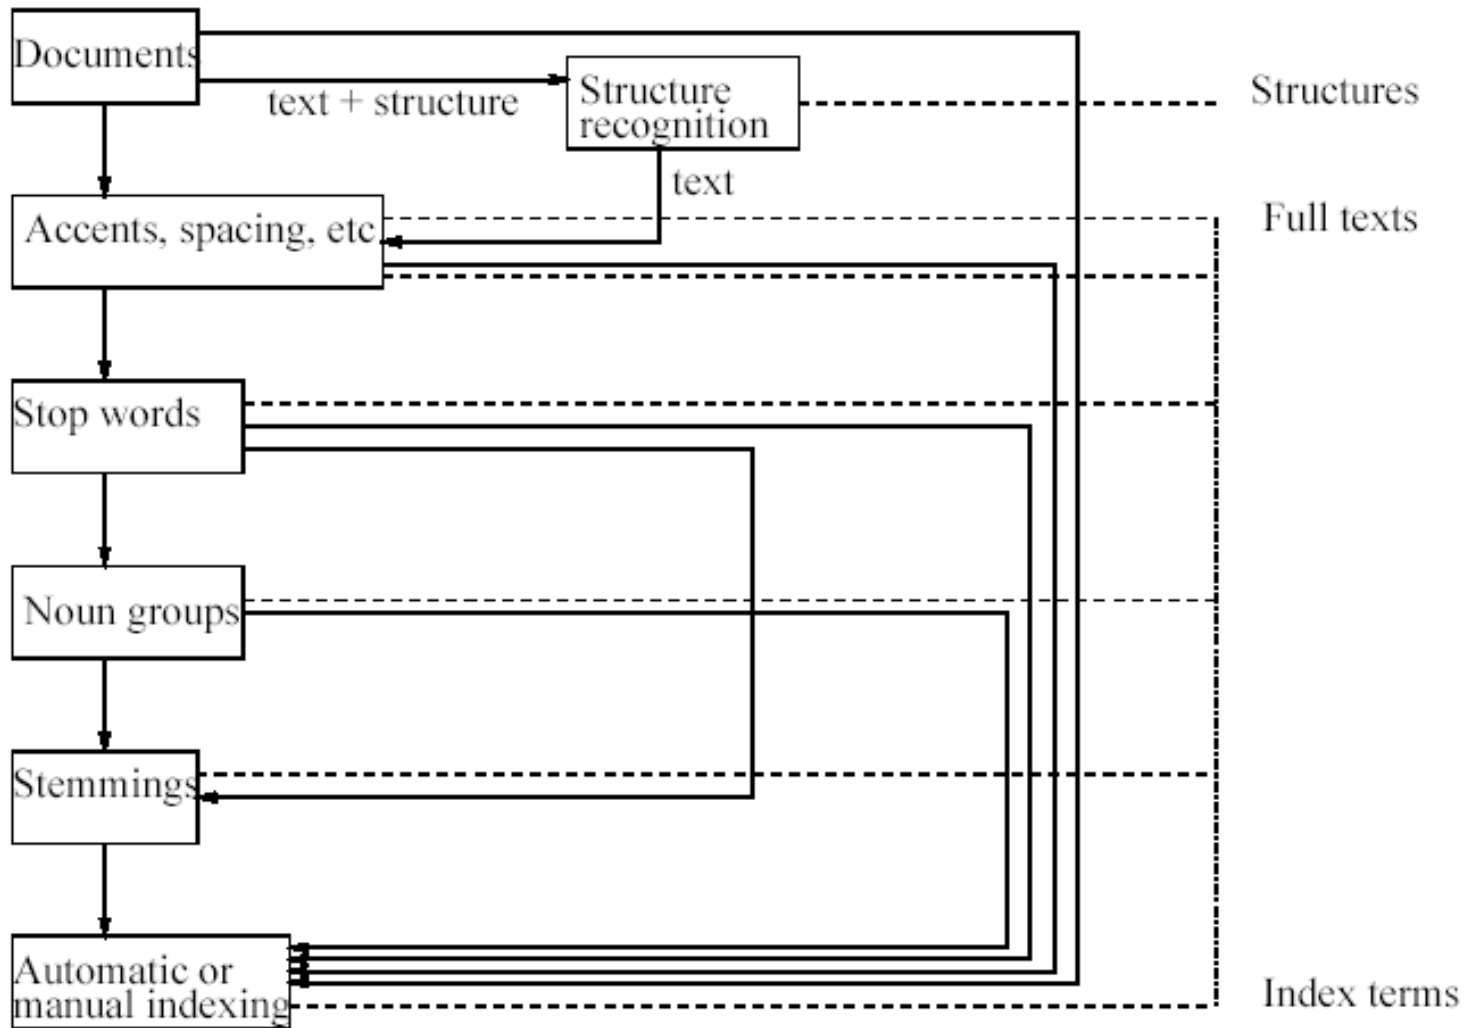 Documents
text + structure
Structure
recognition
Structures
text
Accents, spacing, etc
Full texts
Stop words
Noun groups
Stemmings
Automatic or
manual indexing
Index terms